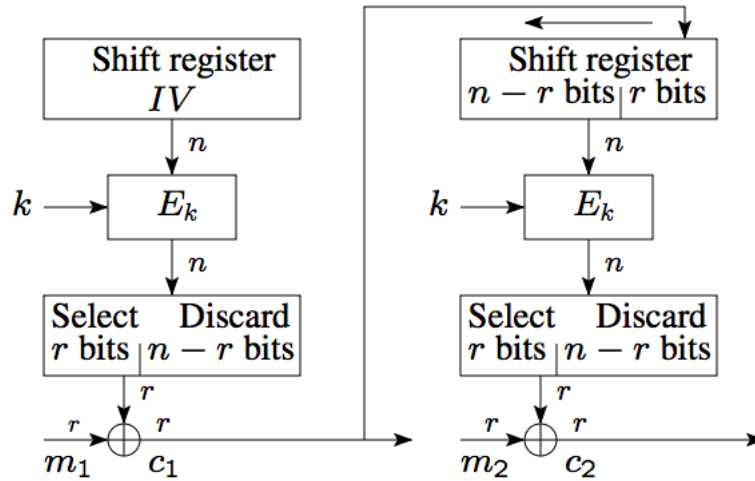 Shift register
IV
n
k
E_k
n
Select Discard
r bits n − r bits
r
r
r
m_1
c_1
Shift register
n − r bits r bits
n
k
E_k
n
Select Discard
r bits n − r bits
r
r
r
m_2
c_2